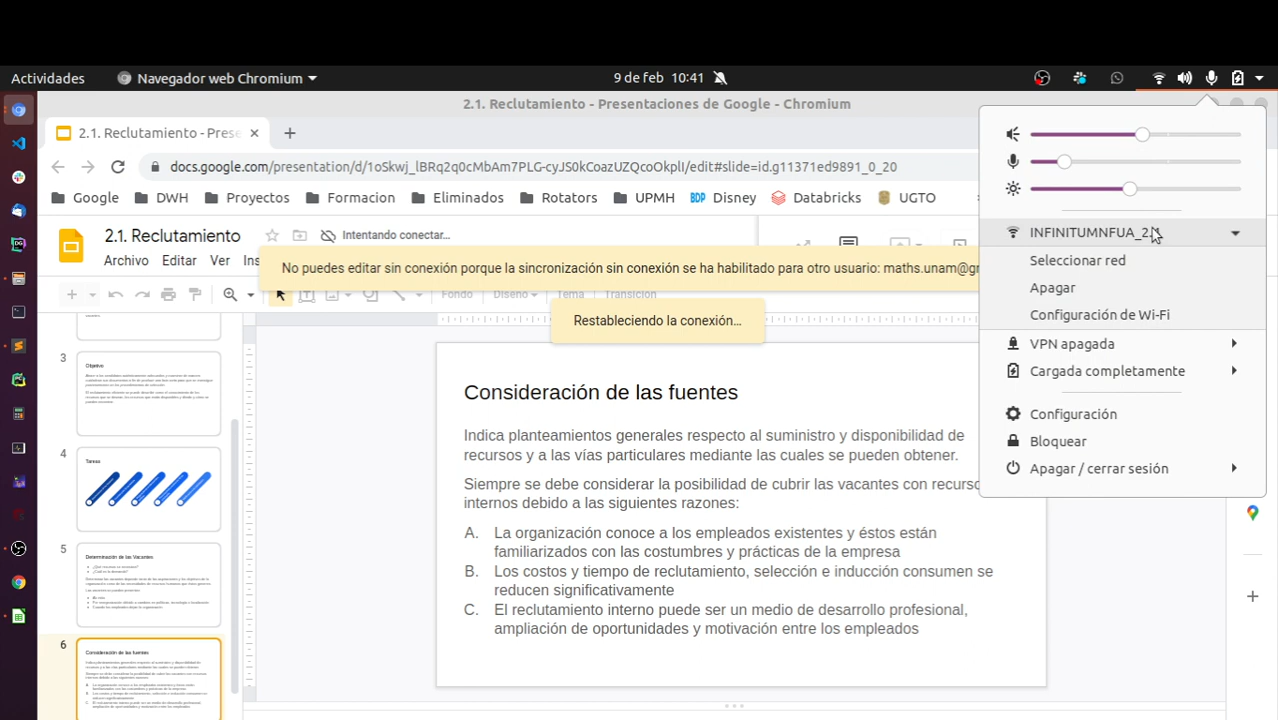 Actividades
Navegador web Chromium
9 de feb 10:41
2.1. Reclutamiento - Presentaciones de Google - Chromium
2.1. Reclutamiento - Prese
docs.google.com/presentation/d/1oSkwj_lBRq2q0cMbAm7PLG-cyJS0kCoazUZQcoOkplI/edit#slide=id.g11371ed9891_0_20
Google
DWH
Proyectos
Formacion
Eliminados
Rotators
UPMH
BDP Disney
Databricks
UGTO
2.1. Reclutamiento
Intentando conectar...
Archivo Editar Ver Ins
No puedes editar sin conexión porque la sincronización sin conexión se ha habilitado para otro usuario: maths.unam@gr
Fondo Diseño Tema Transición
Restableciendo la conexión...
3
Objetivo
4
Tareas
5
Determinación de las Vacantes
6
Consideración de las fuentes
Consideración de las fuentes
Indica planteamientos generales respecto al suministro y disponibilidad de
recursos y a las vías particulares mediante las cuales se pueden obtener.
Siempre se debe considerar la posibilidad de cubrir las vacantes con recurso
internos debido a las siguientes razones:
A. La organización conoce a los empleados existentes y éstos están
familiarizados con las costumbres y prácticas de la empresa
B. Los costos y tiempo de reclutamiento, selección e inducción consumen
reducen significativamente
C. El reclutamiento interno puede ser un medio de desarrollo profesional,
ampliación de oportunidades y motivación entre los empleados
INFINITUMNFUA_2.4
Seleccionar red
Apagar
Configuración de Wi-Fi
VPN apagada
Cargada completamente
Configuración
Bloquear
Apagar / cerrar sesión